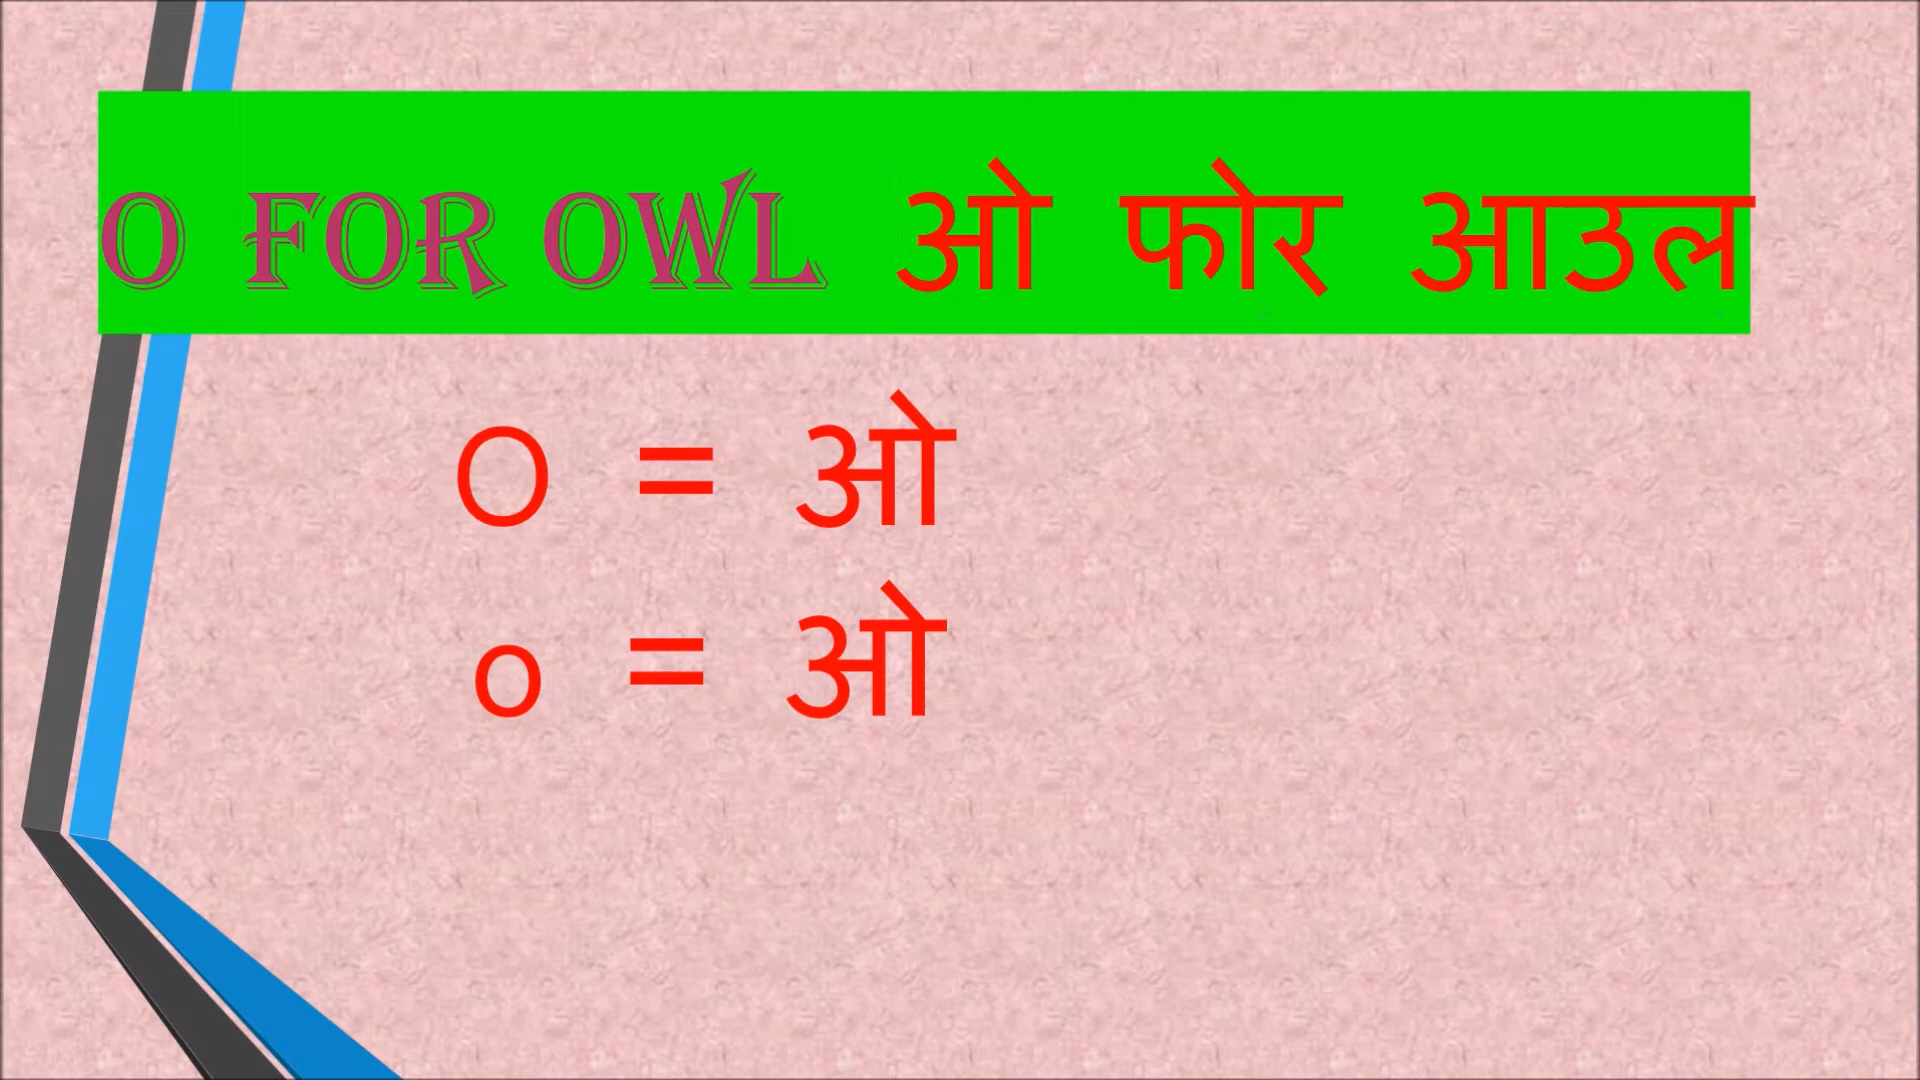 O FOR OWL ओ फोर आउल
O = ओ
o = ओ